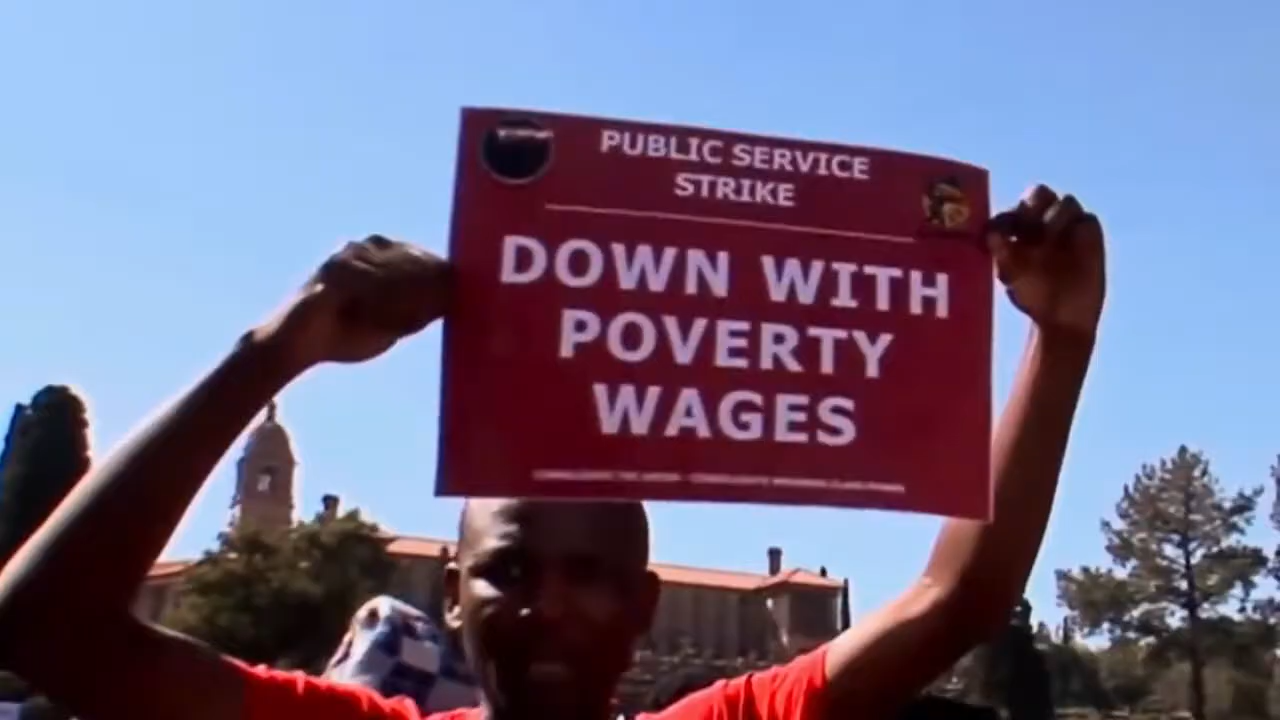 PUBLIC SERVICE
STRIKE
DOWN WITH
POVERTY
WAGES